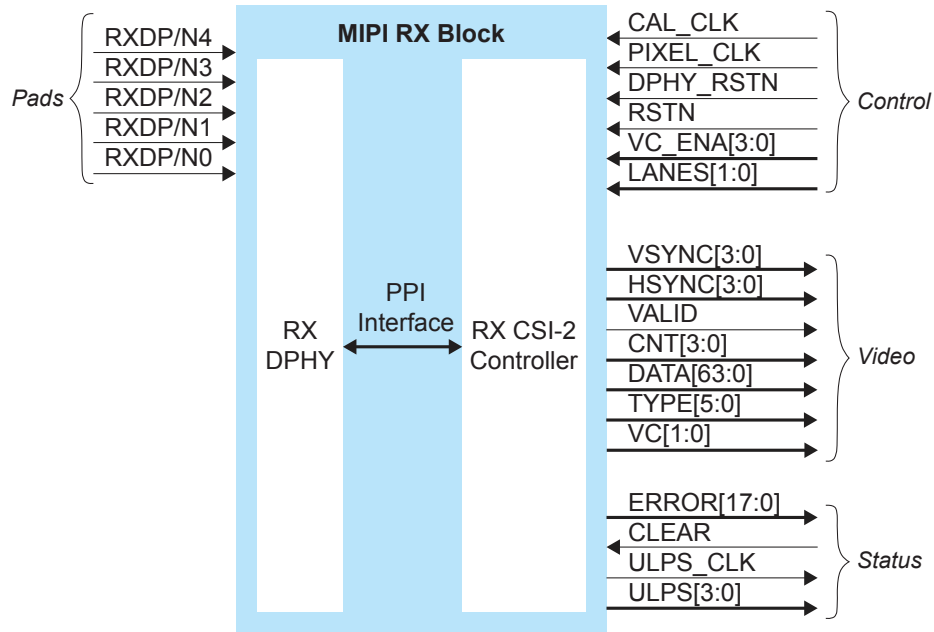 MIPI RX Block
Pads
RXDP/N4
RXDP/N3
RXDP/N2
RXDP/N1
RXDP/N0
RX
DPHY
PPI
Interface
RX CSI-2
Controller
CAL_CLK
PIXEL_CLK
DPHY_RSTN
RSTN
VC_ENA[3:0]
LANES[1:0]
Control
VSYNC[3:0]
HSYNC[3:0]
VALID
CNT[3:0]
DATA[63:0]
TYPE[5:0]
VC[1:0]
Video
ERROR[17:0]
CLEAR
ULPS_CLK
ULPS[3:0]
Status